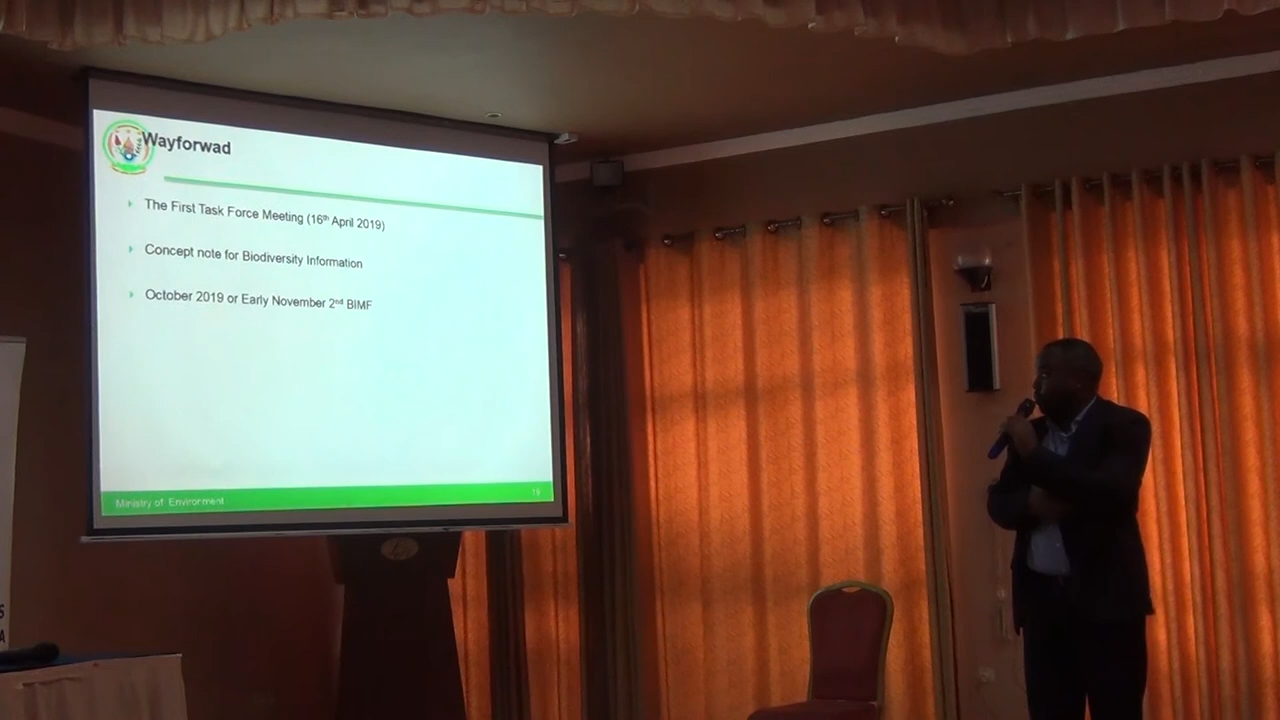 Wayforwad
The First Task Force Meeting (16th April 2019)
Concept note for Biodiversity Information
October 2019 or Early November 2nd BIMF
Ministry of Environment
S
A